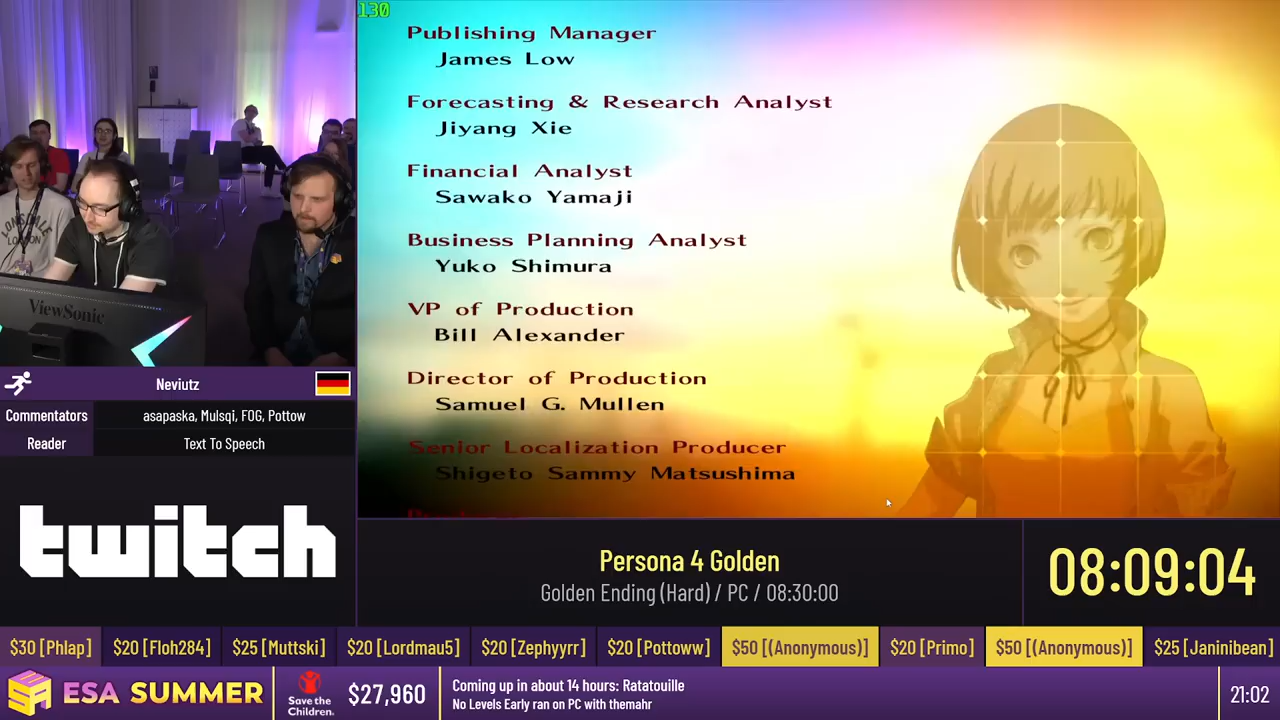 130
Publishing Manager
James Low
Forecasting & Research Analyst
Jiyang Xie
Financial Analyst
Sawako Yamaji
Business Planning Analyst
Yuko Shimura
VP of Production
Bill Alexander
Director of Production
Samuel G. Mullen
Senior Localization Producer
Shigeto Sammy Matsushima
LONSDALE
LONDON
ViewSonic
Neviutz
Commentators
asapaska, Mulsqi, FOG, Pottow
Reader
Text To Speech
twitch
Persona 4 Golden
Golden Ending (Hard) / PC / 08:30:00
08:09:04
$30 [Phlap]
$20 [Floh284]
$25 [Muttski]
$20 [Lordmau5]
$20 [Zephyyrr]
$20 [Pottoww]
$50 [(Anonymous)]
$20 [Primo]
$50 [(Anonymous)]
$25 [Janinibean]
ESA SUMMER
Save the
Children.
$27,960
Coming up in about 14 hours: Ratatouille
No Levels Early ran on PC with themahr
21:02